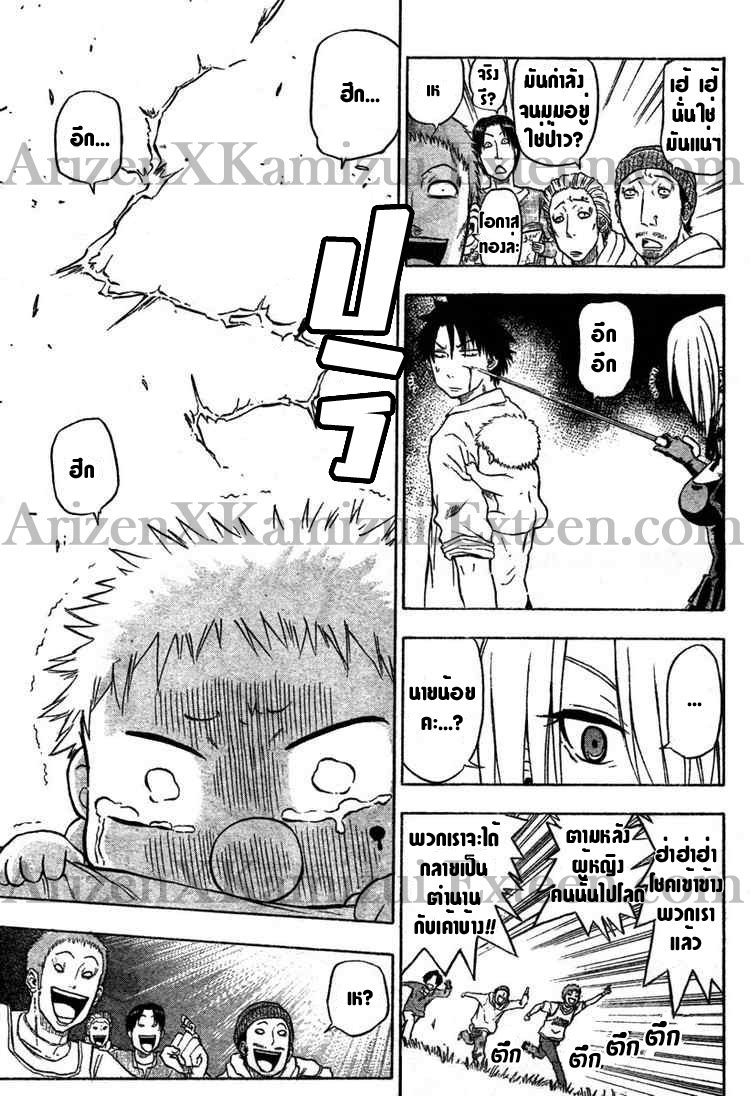 เฮ้ เฮ้
นั่นใช่
มันแน่ๆ
มันกำลัง
จนมุมอยู่
ใช่ป่าว?
จริง
รึ?
เห
โอกาส
ทองล่ะ
ArizenXKamizui.Exteen.com
อึก
อึก
...
นายน้อย
คะ...?
ฮ่าฮ่าฮ่า
โชคเข้าข้าง
พวกเรา
แล้ว
ตามหลัง
ผู้หญิง
คนนั้นไปโลด
พวกเราจะได้
กลายเป็น
ตำนาน
กับเค้าบ้าง!!
ตึก
ตึก
ตึก
ตึก
ฮึก...
อึก...
ฮึก
ArizenXKamizui.Exteen.com
ArizenXKamizui.Exteen.com
เห?